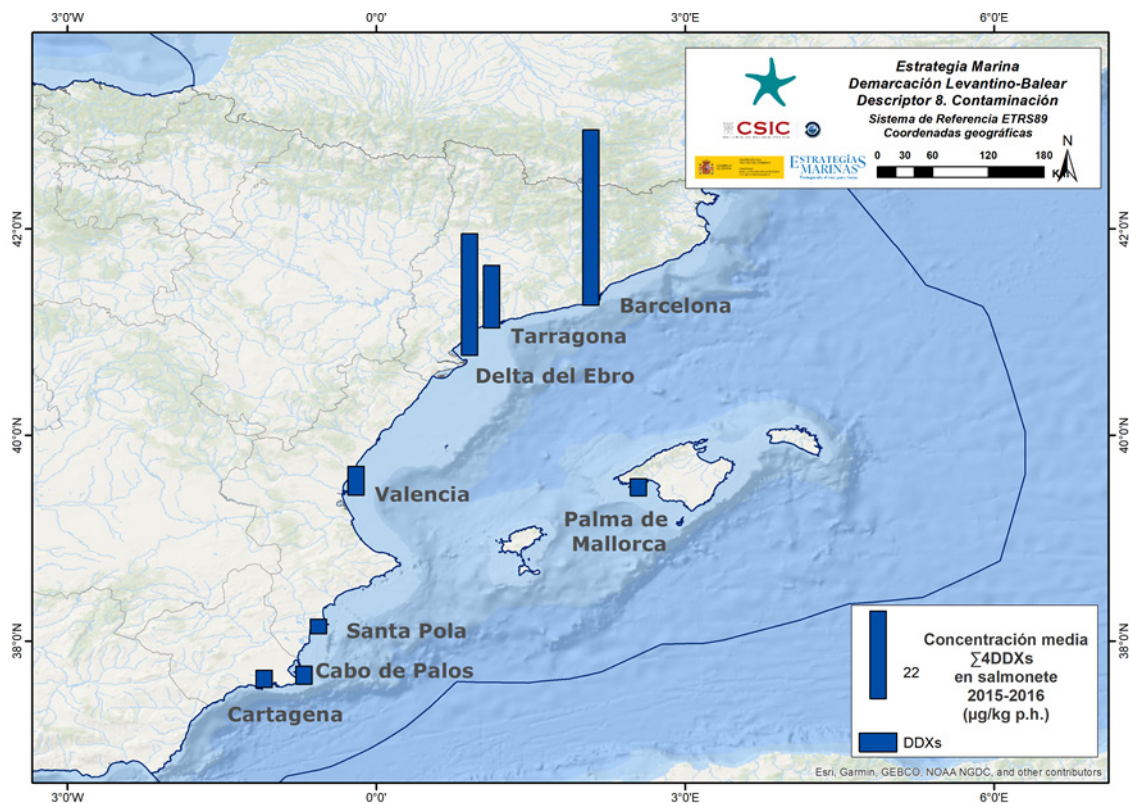 3°0'W
0°0'
3°0'E
6°0'E
Estrategia Marina
Demarcación Levantino-Balear
Descriptor 8. Contaminación
Sistema de Referencia ETRS89
Coordenadas geográficas
CSIC
ESTRATEGIAS
MARINAS
0 30 60 120 180
K
N
42°0'N
42°0'N
Barcelona
Tarragona
Delta del Ebro
40°0'N
40°0'N
Valencia
Palma de
Mallorca
38°0'N
38°0'N
Santa Pola
Cabo de Palos
Cartagena
22
Concentración media
∑4DDXs
en salmonete
2015-2016
(µg/kg p.h.)
DDXs
Esri, Garmin, GEBCO, NOAA NGDC, and other contributors
3°0'W
0°0'
3°0'E
6°0'E